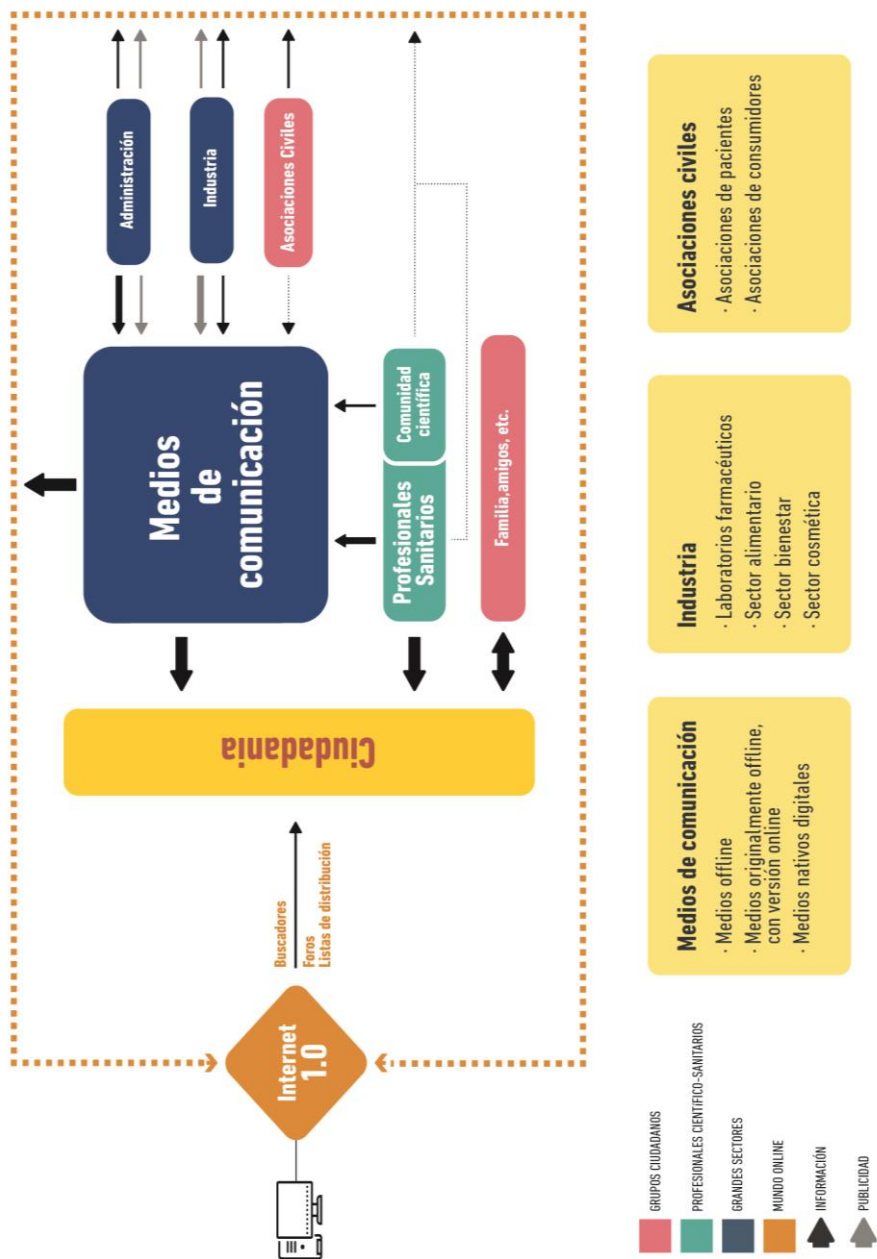 Administración
Industria
Asociaciones Civiles
Medios
de
comunicación
Profesionales
Sanitarios
Comunidad
científica
Familia,amigos, etc.
Ciudadania
Buscadores
Foros
Listas de distribución
Internet
1.0
GRUPOS CIUDADANOS
PROFESIONALES CIENTÍFICO-SANITARIOS
GRANDES SECTORES
MUNDO ONLINE
INFORMACIÓN
PUBLICIDAD
Medios de comunicación
· Medios offline
· Medios originalmente offline,
con versión online
· Medios nativos digitales
Industria
· Laboratorios farmacéuticos
· Sector alimentario
· Sector bienestar
· Sector cosmética
Asociaciones civiles
· Asociaciones de pacientes
· Asociaciones de consumidores